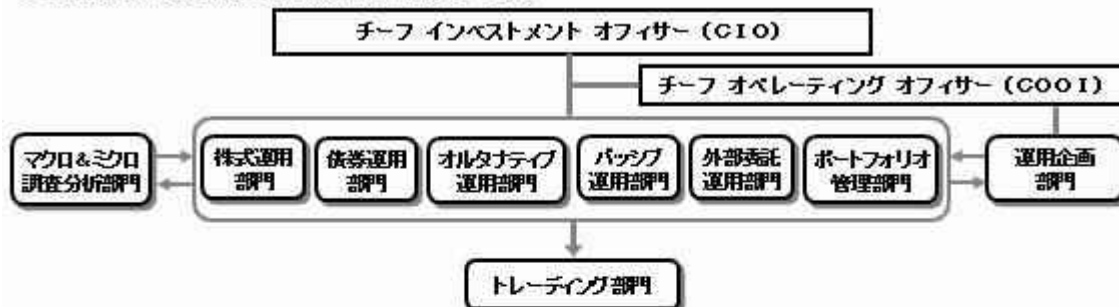 チーフ インベストメント オフィサー (CIO)
チーフ オペレーティング オフィサー (COOI)
マクロ&ミクロ
調査分析部門
株式運用
部門
債券運用
部門
オルタナティブ
運用部門
パッシブ
運用部門
外部委託
運用部門
ポートフォリオ
管理部門
運用企画
部門
トレーディング部門